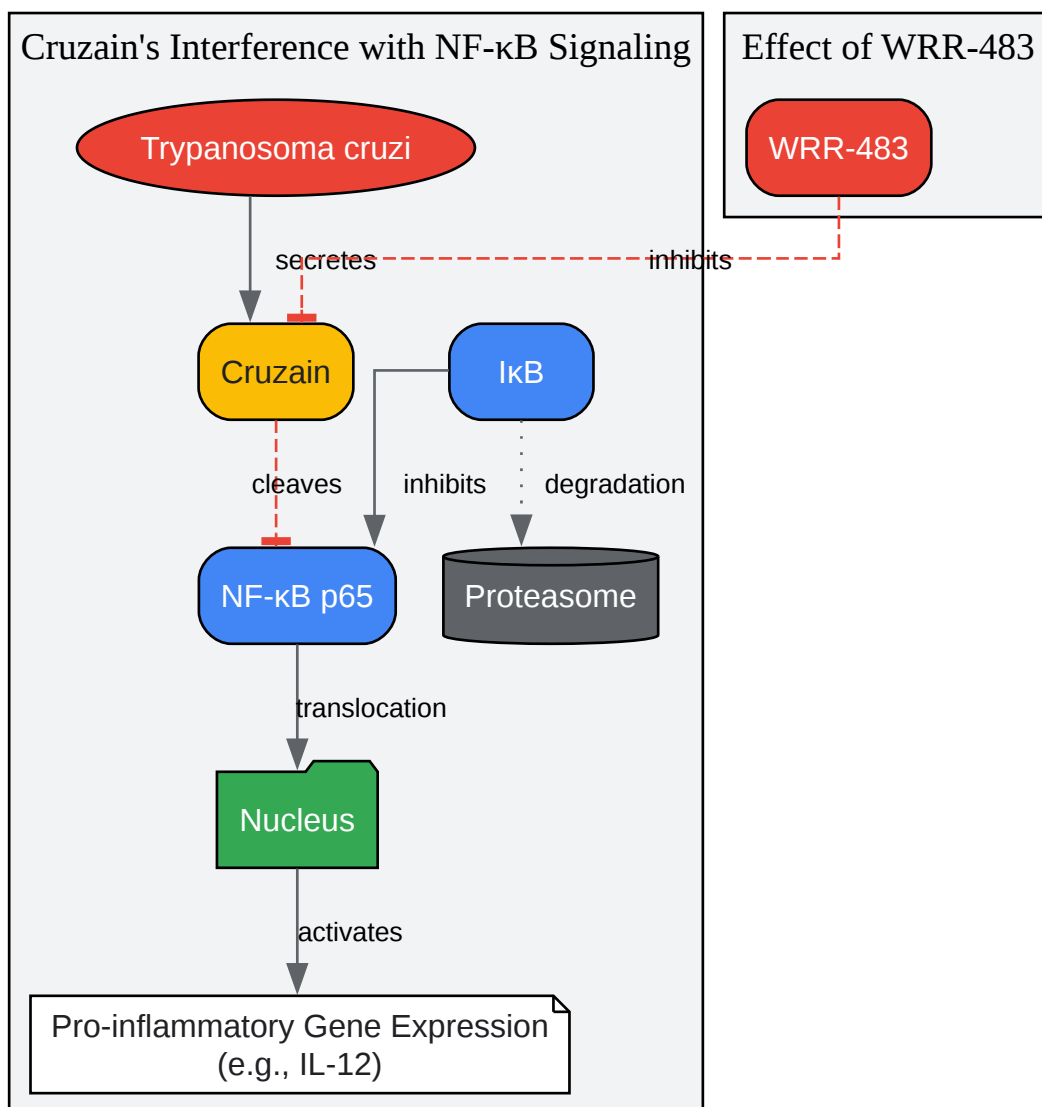 Cruzain's Interference with NF-κB Signaling
Effect of WRR-483
Trypanosoma cruzi
WRR-483
secretes
inhibits
Cruzain
IκB
cleaves
inhibits
degradation
NF-κB p65
Proteasome
translocation
Nucleus
activates
Pro-inflammatory Gene Expression
(e.g., IL-12)